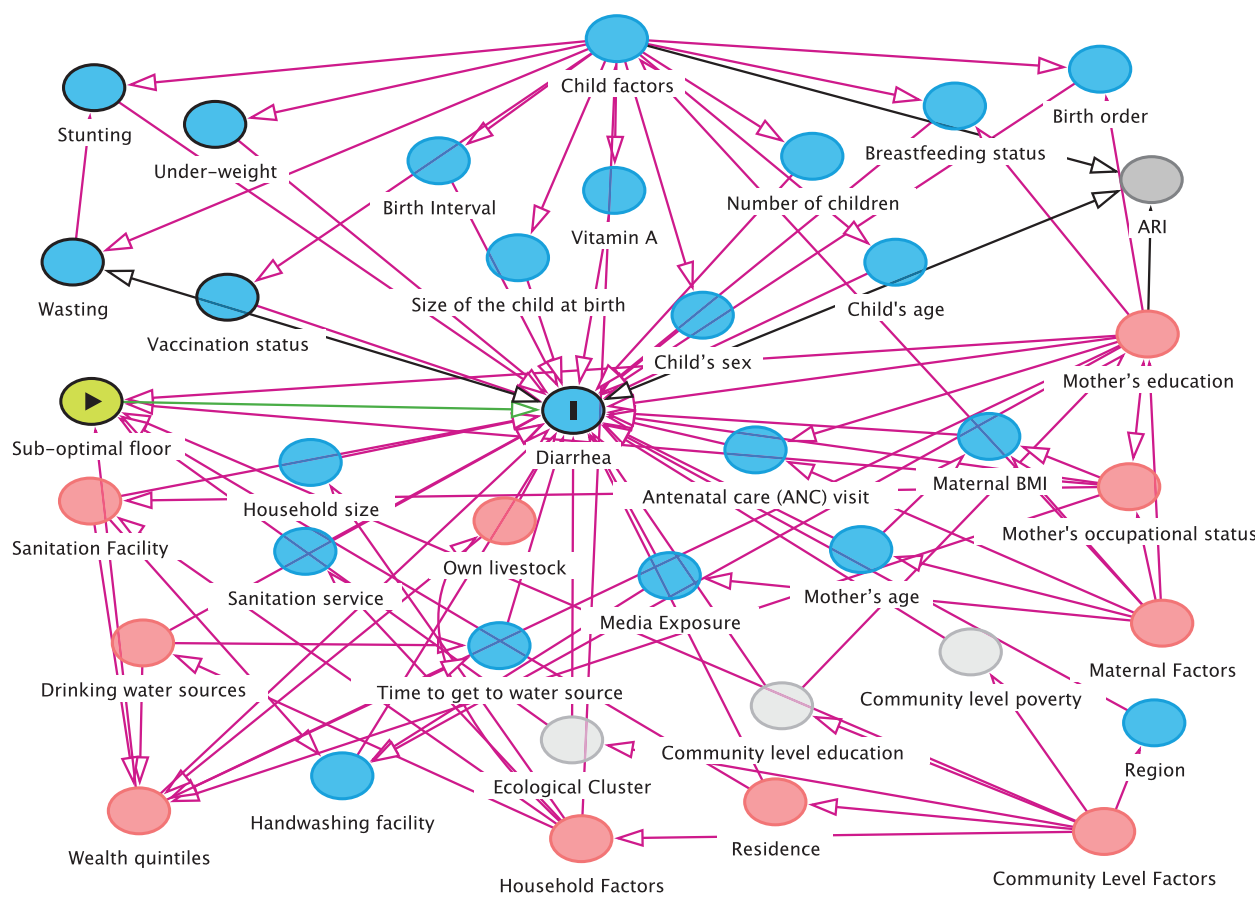 Child factors
Birth order
Stunting
Breastfeeding status
Under-weight
Number of children
Birth Interval
ARI
Vitamin A
Size of the child at birth
Wasting
Child's age
Vaccination status
Child's sex
Mother's education
Sub-optimal floor
Diarrhea
Maternal BMI
Antenatal care (ANC) visit
Household size
Mother's occupational status
Sanitation Facility
Own livestock
Mother's age
Sanitation service
Media Exposure
Maternal Factors
Drinking water sources
Time to get to water source
Community level poverty
Community level education
Region
Ecological Cluster
Handwashing facility
Residence
Wealth quintiles
Community Level Factors
Household Factors